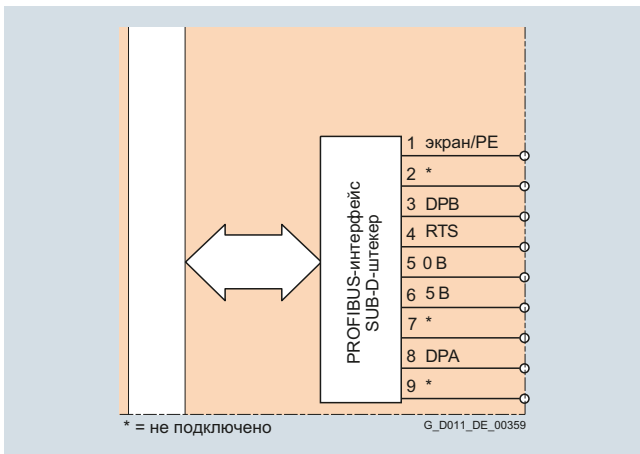 1 экран/PE
2 *
3 DPB
4 RTS
5 0 В
6 5 В
7 *
8 DPA
9 *
PROFIBUS-интерфейс
SUB-D-штекер
* = не подключено
G_D011_DE_00359